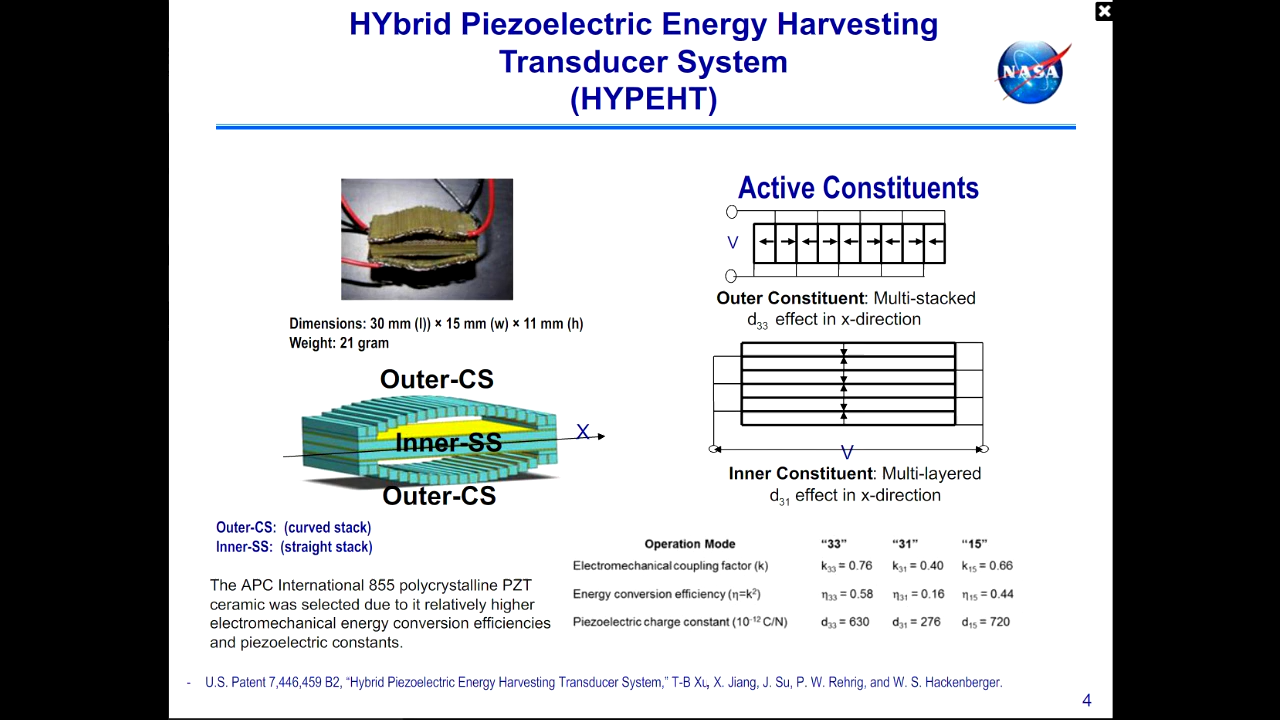 HYbrid Piezoelectric Energy Harvesting
Transducer System
(HYPEHT)
NASA
Dimensions: 30 mm (l)) × 15 mm (w) × 11 mm (h)
Weight: 21 gram
Outer-CS
Inner-SS
X
Outer-CS
Outer-CS: (curved stack)
Inner-SS: (straight stack)
The APC International 855 polycrystalline PZT
ceramic was selected due to it relatively higher
electromechanical energy conversion efficiencies
and piezoelectric constants.
Active Constituents
V
Outer Constituent: Multi-stacked
d33 effect in x-direction
V
Inner Constituent: Multi-layered
d31 effect in x-direction
Operation Mode “33” “31” “15”
Electromechanical coupling factor (k) k33 = 0.76 k31 = 0.40 k15 = 0.66
Energy conversion efficiency (η=k²) η33 = 0.58 η31 = 0.16 η15 = 0.44
Piezoelectric charge constant (10⁻¹² C/N) d33 = 630 d31 = 276 d15 = 720
- U.S. Patent 7,446,459 B2, “Hybrid Piezoelectric Energy Harvesting Transducer System,” T-B Xu, X. Jiang, J. Su, P. W. Rehrig, and W. S. Hackenberger.
4